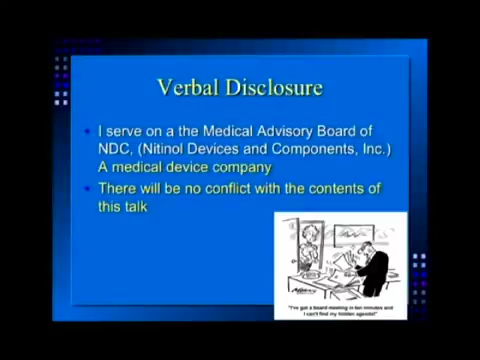 Verbal Disclosure
I serve on a the Medical Advisory Board of
NDC, (Nitinol Devices and Components, Inc.)
A medical device company
There will be no conflict with the contents of
this talk
"I've got a board meeting in ten minutes and
I can't find my hidden agenda!"